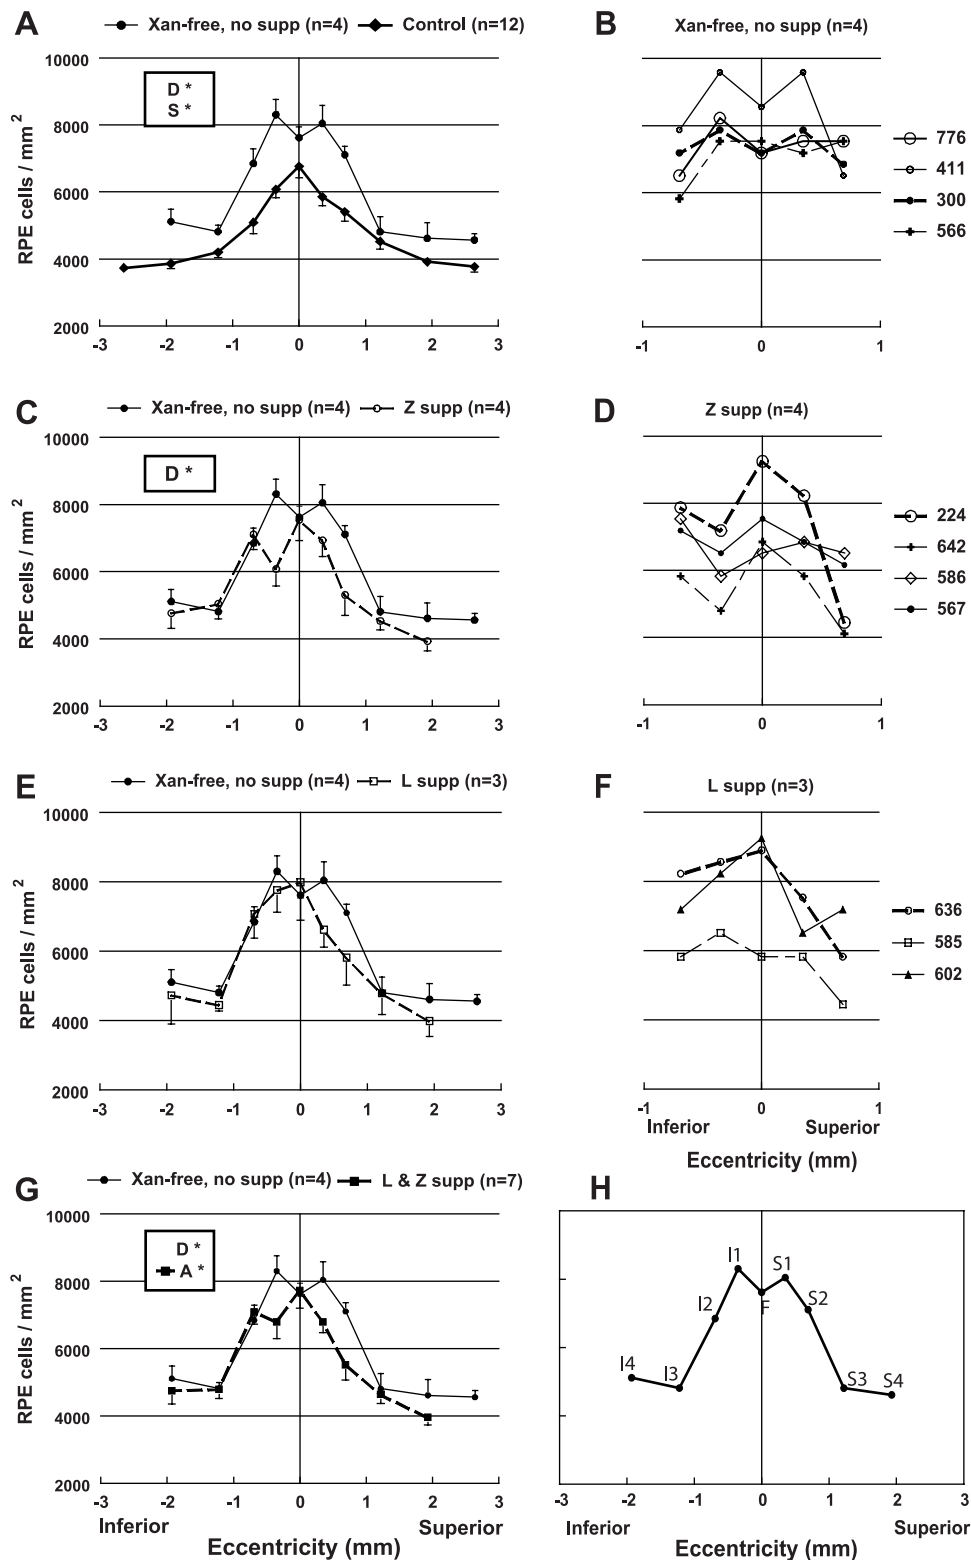 A
Xan-free, no supp (n=4) Control (n=12)
D *
S *
10000
8000
6000
4000
2000
RPE cells / mm2
-3 -2 -1 0 1 2 3
B
Xan-free, no supp (n=4)
776
411
300
566
-1 0 1
C
Xan-free, no supp (n=4) Z supp (n=4)
D *
10000
8000
6000
4000
2000
RPE cells / mm2
-3 -2 -1 0 1 2 3
D
Z supp (n=4)
224
642
586
567
-1 0 1
E
Xan-free, no supp (n=4) L supp (n=3)
10000
8000
6000
4000
2000
RPE cells / mm2
-3 -2 -1 0 1 2 3
F
L supp (n=3)
636
585
602
-1 0 1
Inferior Superior
Eccentricity (mm)
G
Xan-free, no supp (n=4) L & Z supp (n=7)
D *
A *
10000
8000
6000
4000
2000
RPE cells / mm2
-3 -2 -1 0 1 2 3
Inferior Superior
Eccentricity (mm)
H
I1 S1
I2 F S2
I4 I3 S3 S4
-3 -2 -1 0 1 2 3
Inferior Superior
Eccentricity (mm)